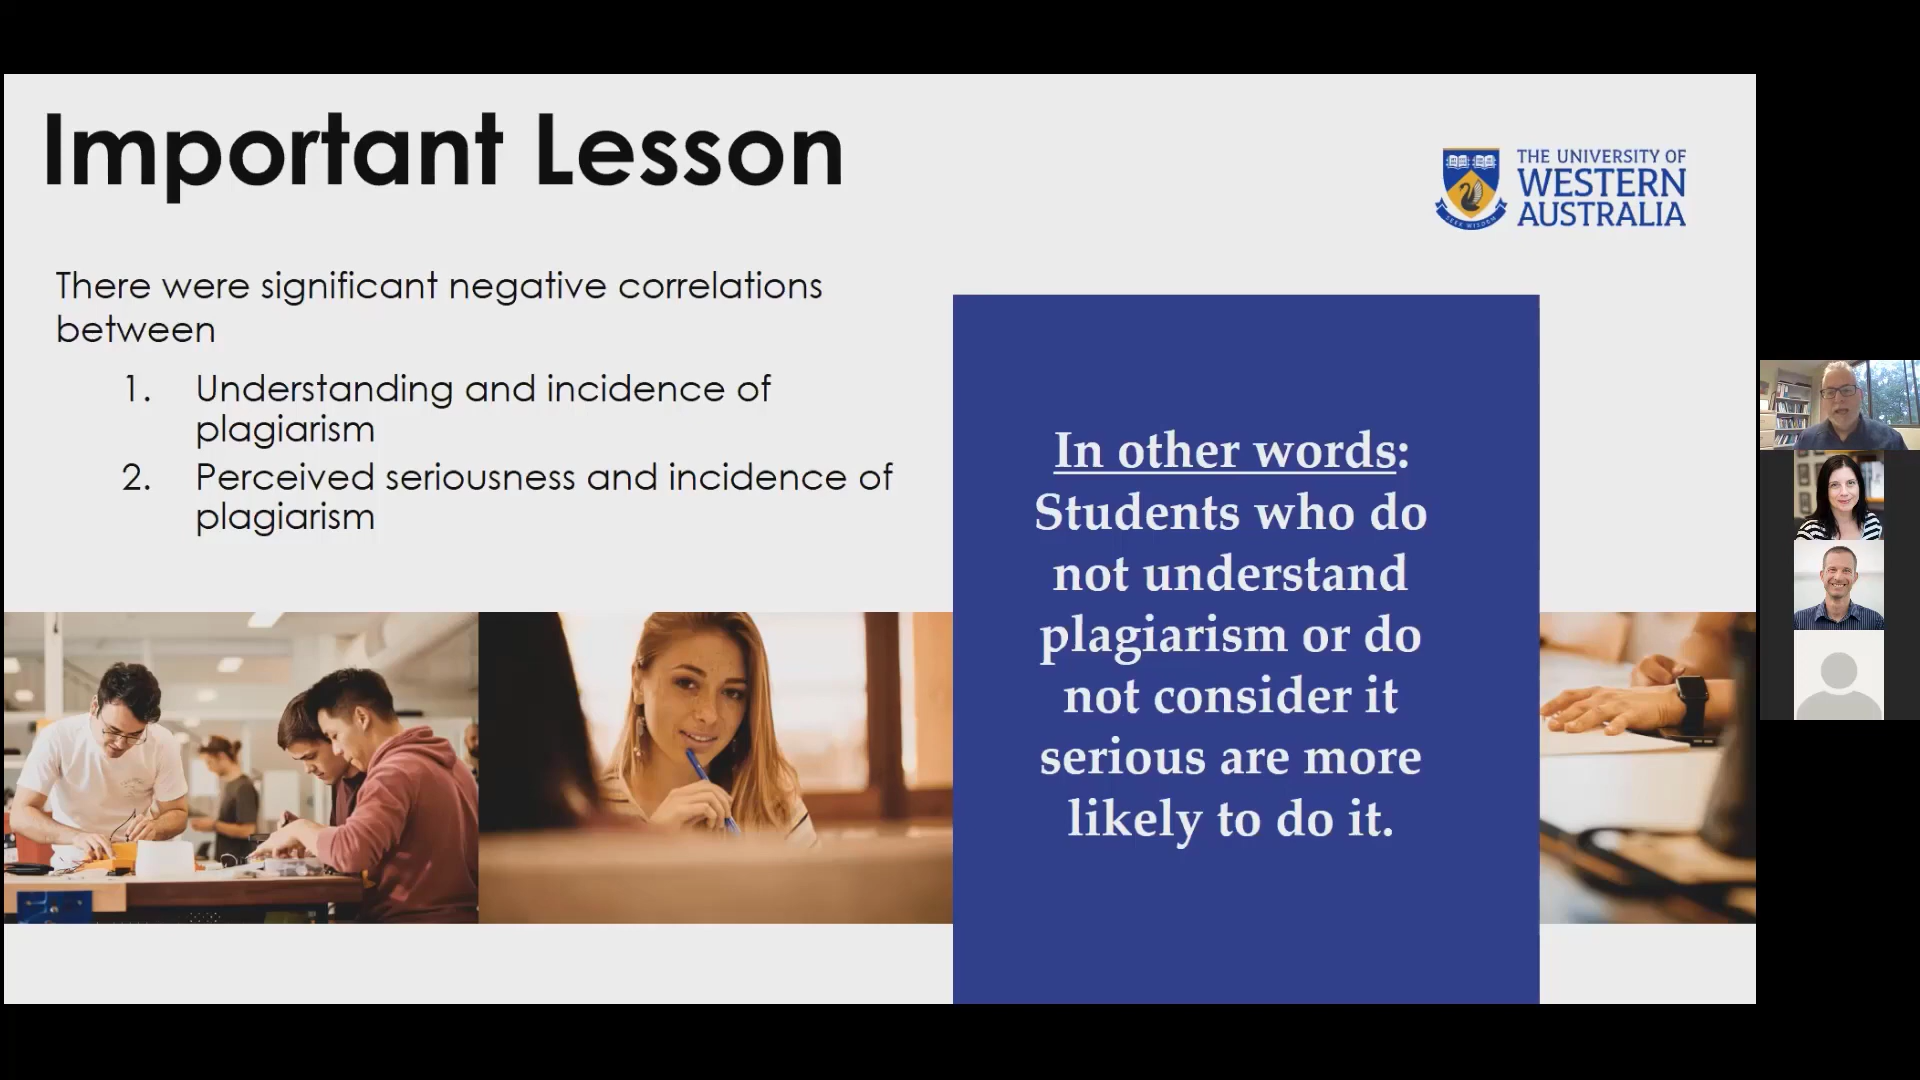 Important Lesson
THE UNIVERSITY OF
WESTERN
AUSTRALIA
SEEK WISDOM
There were significant negative correlations
between
1. Understanding and incidence of
plagiarism
2. Perceived seriousness and incidence of
plagiarism
In other words:
Students who do
not understand
plagiarism or do
not consider it
serious are more
likely to do it.